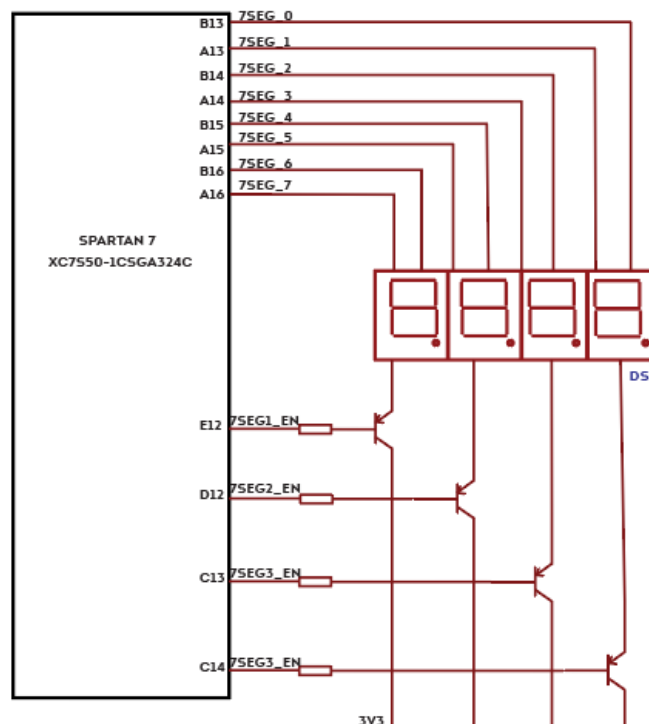 B13 7SEG_0
A13 7SEG_1
B14 7SEG_2
A14 7SEG_3
B15 7SEG_4
A15 7SEG_5
B16 7SEG_6
A16 7SEG_7
SPARTAN 7
XC7S50-1CSGA324C
DS
E12 7SEG1_EN
D12 7SEG2_EN
C13 7SEG3_EN
C14 7SEG3_EN
3V3